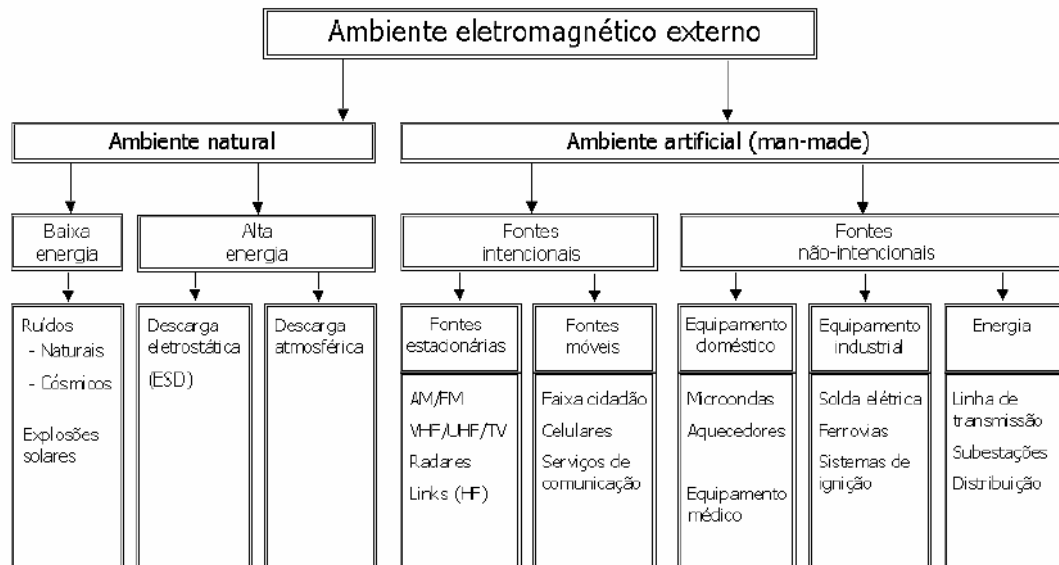 Ambiente eletromagnético externo
Ambiente natural
Ambiente artificial (man-made)
Baixa
energia
Alta
energia
Fontes
intencionais
Fontes
não-intencionais
Ruídos
- Naturais
- Cósmicos
Explosões
solares
Descarga
eletrostática
(ESD)
Descarga
atmosférica
Fontes
estacionárias
AM/FM
VHF/UHF/TV
Radares
Links (HF)
Fontes
móveis
Faixa cidadão
Celulares
Serviços de
comunicação
Equipamento
doméstico
Microondas
Aquecedores
Equipamento
médico
Equipamento
industrial
Solda elétrica
Ferrovias
Sistemas de
ignição
Energia
Linha de
transmissão
Subestações
Distribuição